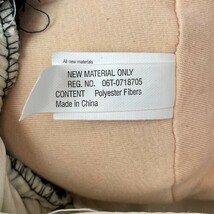 All new materials
NEW MATERIAL ONLY
REG. NO. 06T-0718705
CONTENT Polyester Fibers
Made in China